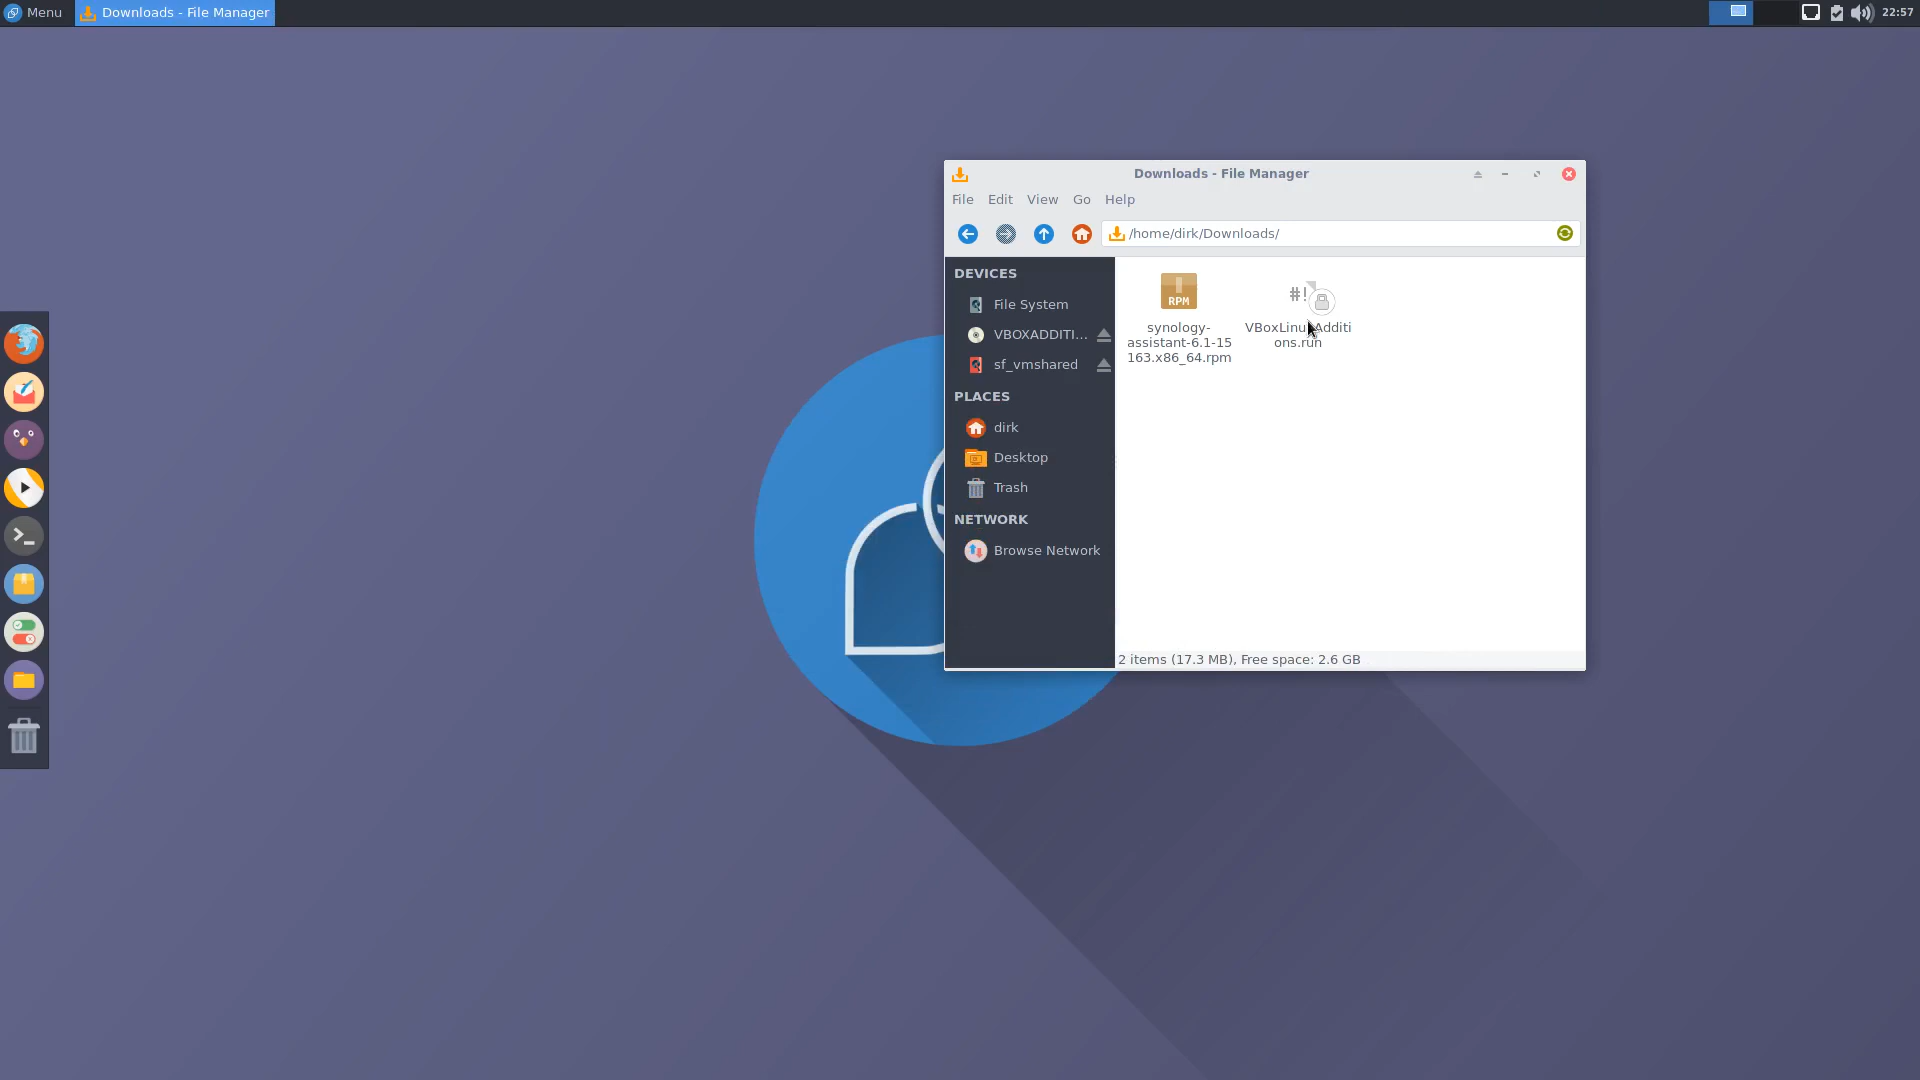 Menu
Downloads - File Manager
22:57
Downloads - File Manager
File Edit View Go Help
/home/dirk/Downloads/
DEVICES
File System
VBOXADDITI...
sf_vmshared
PLACES
dirk
Desktop
Trash
NETWORK
Browse Network
RPM
synology-
assistant-6.1-15
163.x86_64.rpm
#!
VBoxLinuxAdditi
ons.run
2 items (17.3 MB), Free space: 2.6 GB